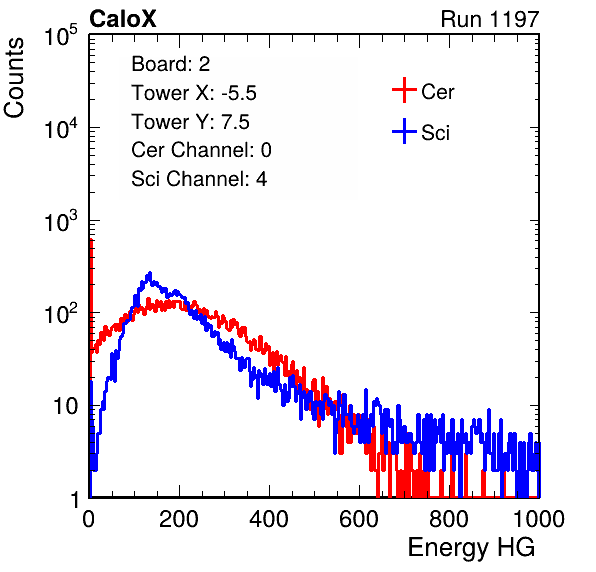 CaloX Run 1197
Counts
10^5
10^4
10^3
10^2
10
1
Board: 2
Tower X: -5.5
Tower Y: 7.5
Cer Channel: 0
Sci Channel: 4
Cer
Sci
0 200 400 600 800 1000
Energy HG